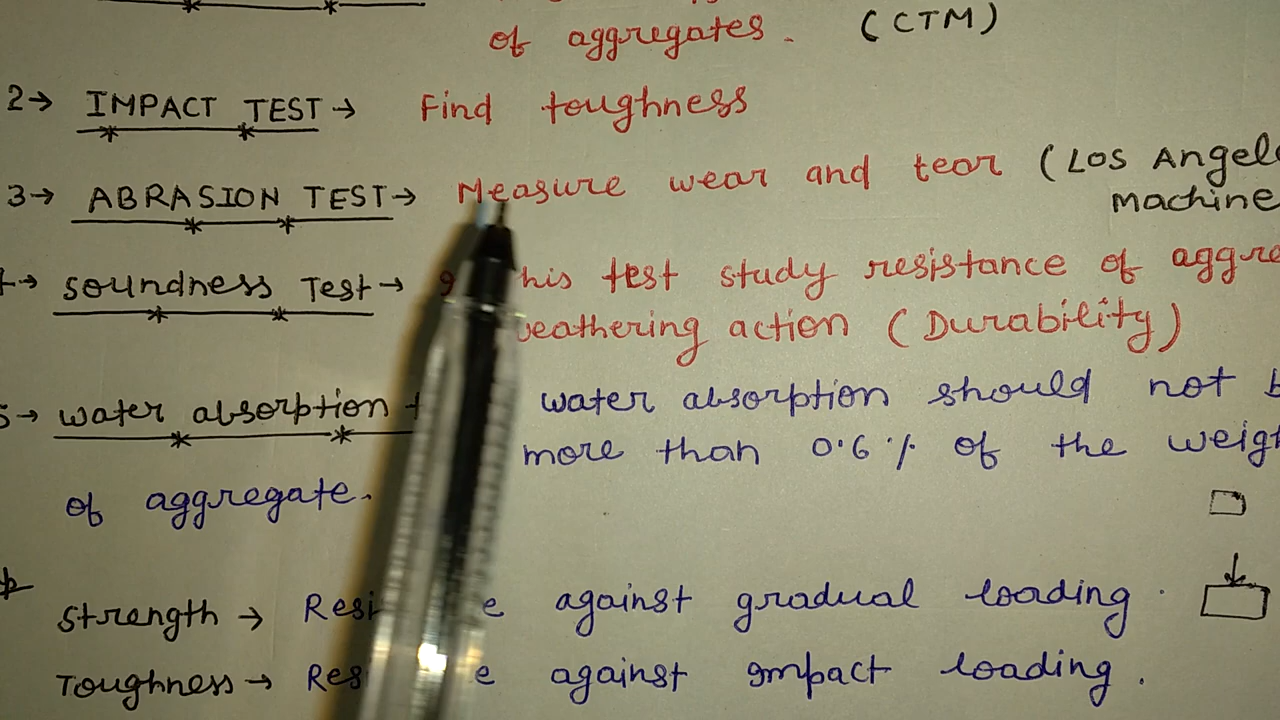 of aggregates. (CTM)
2→ IMPACT TEST → Find toughness
3→ ABRASION TEST → Measure wear and tear (Los Angel
Machine
→ Soundness Test → his test study resistance of aggre
weathering action (Durability)
5→ water absorption water absorption should not b
more than 0.6% of the weigh
of aggregate.
Strength → against gradual loading.
Toughness → against Impact loading.